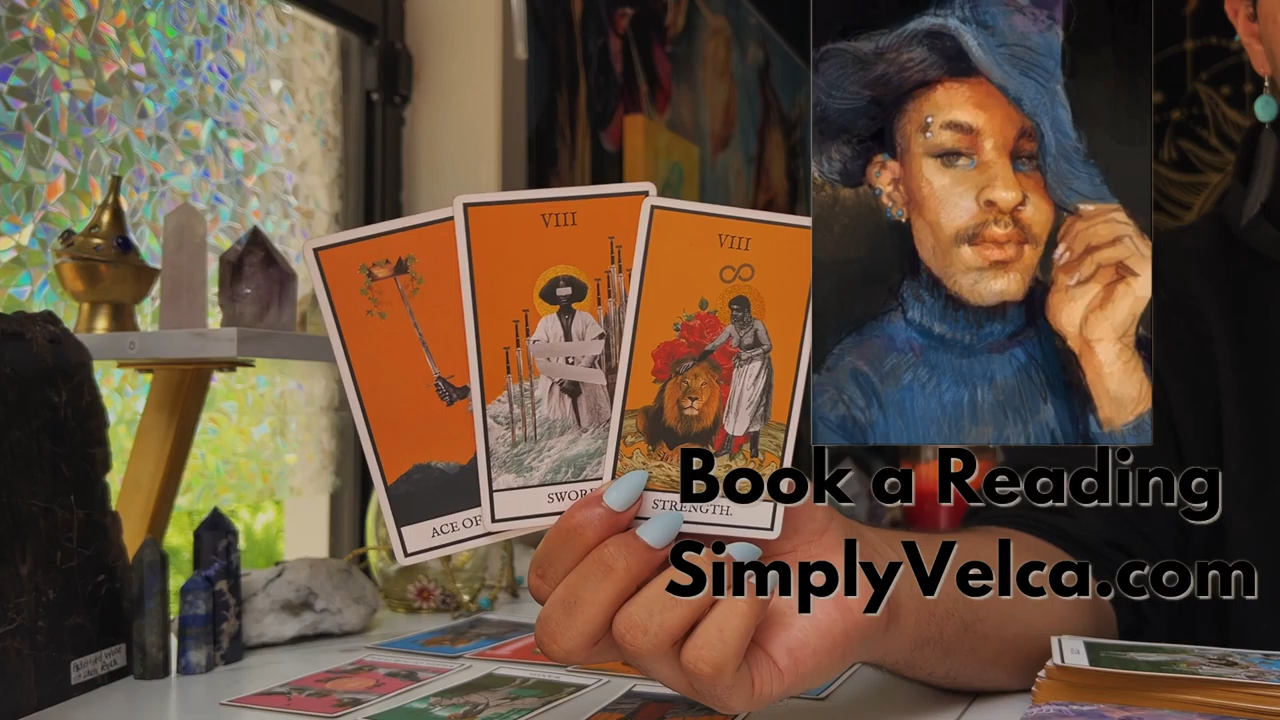 VIII
VIII
ACE OF
SWOR
STRENGTH.
Book a Reading
SimplyVelca.com